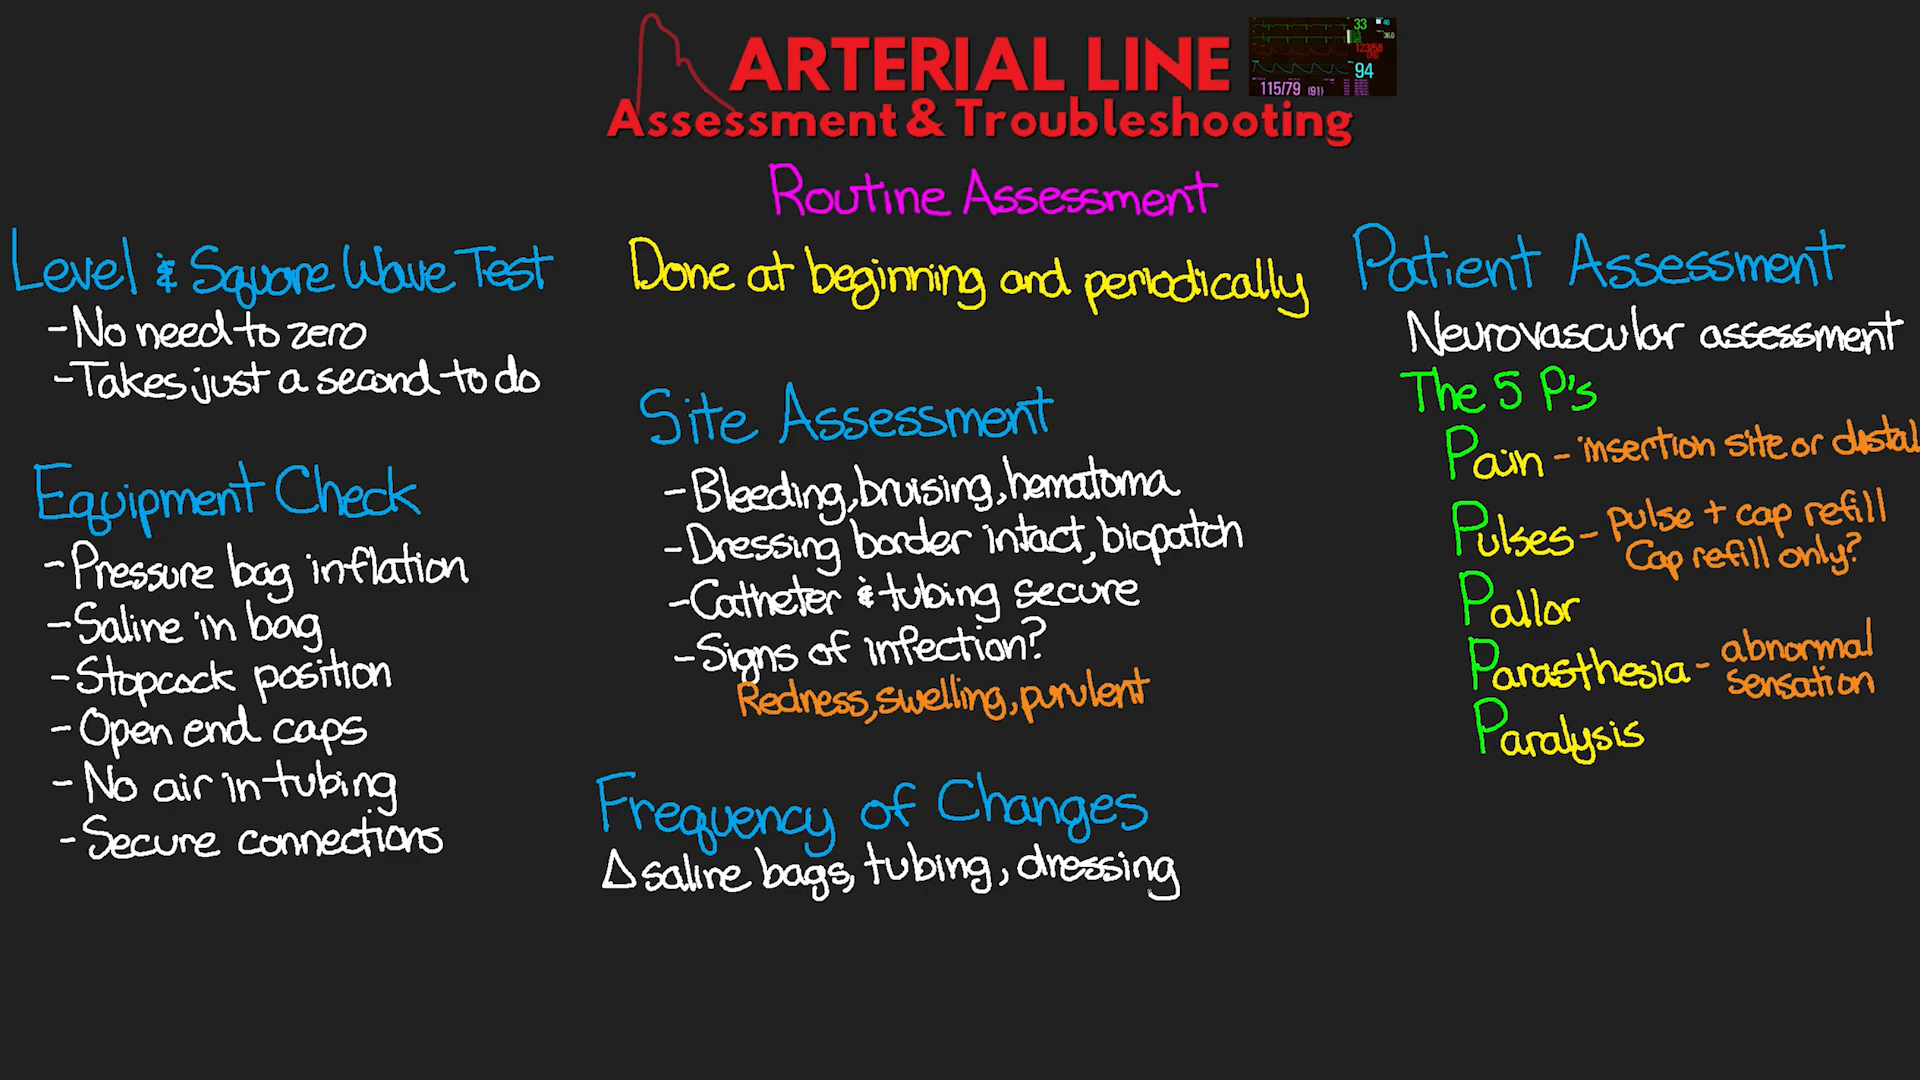 ARTERIAL LINE
Assessment & Troubleshooting
33
123/58
94
115/79 (91)
Routine Assessment
Level & Square Wave Test
- No need to zero
- Takes just a second to do
Equipment Check
- Pressure bag inflation
- Saline in bag
- Stopcock position
- Open end caps
- No air in tubing
- Secure connections
Done at beginning and periodically
Site Assessment
- Bleeding, bruising, hematoma
- Dressing border intact, biopatch
- Catheter & tubing secure
- Signs of infection?
Redness, swelling, purulent
Frequency of Changes
Δ saline bags, tubing, dressing
Patient Assessment
Neurovascular assessment
The 5 P's
Pain - insertion site or distal
Pulses - pulse + cap refill
Cap refill only?
Pallor
Parasthesia - abnormal
sensation
Paralysis